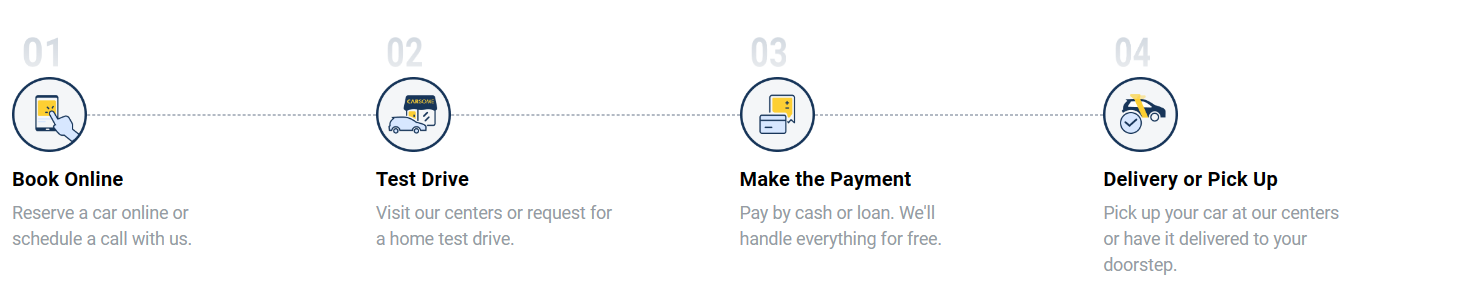 01
02
03
04
CARSOME
Book Online
Reserve a car online or
schedule a call with us.
Test Drive
Visit our centers or request for
a home test drive.
Make the Payment
Pay by cash or loan. We'll
handle everything for free.
Delivery or Pick Up
Pick up your car at our centers
or have it delivered to your
doorstep.